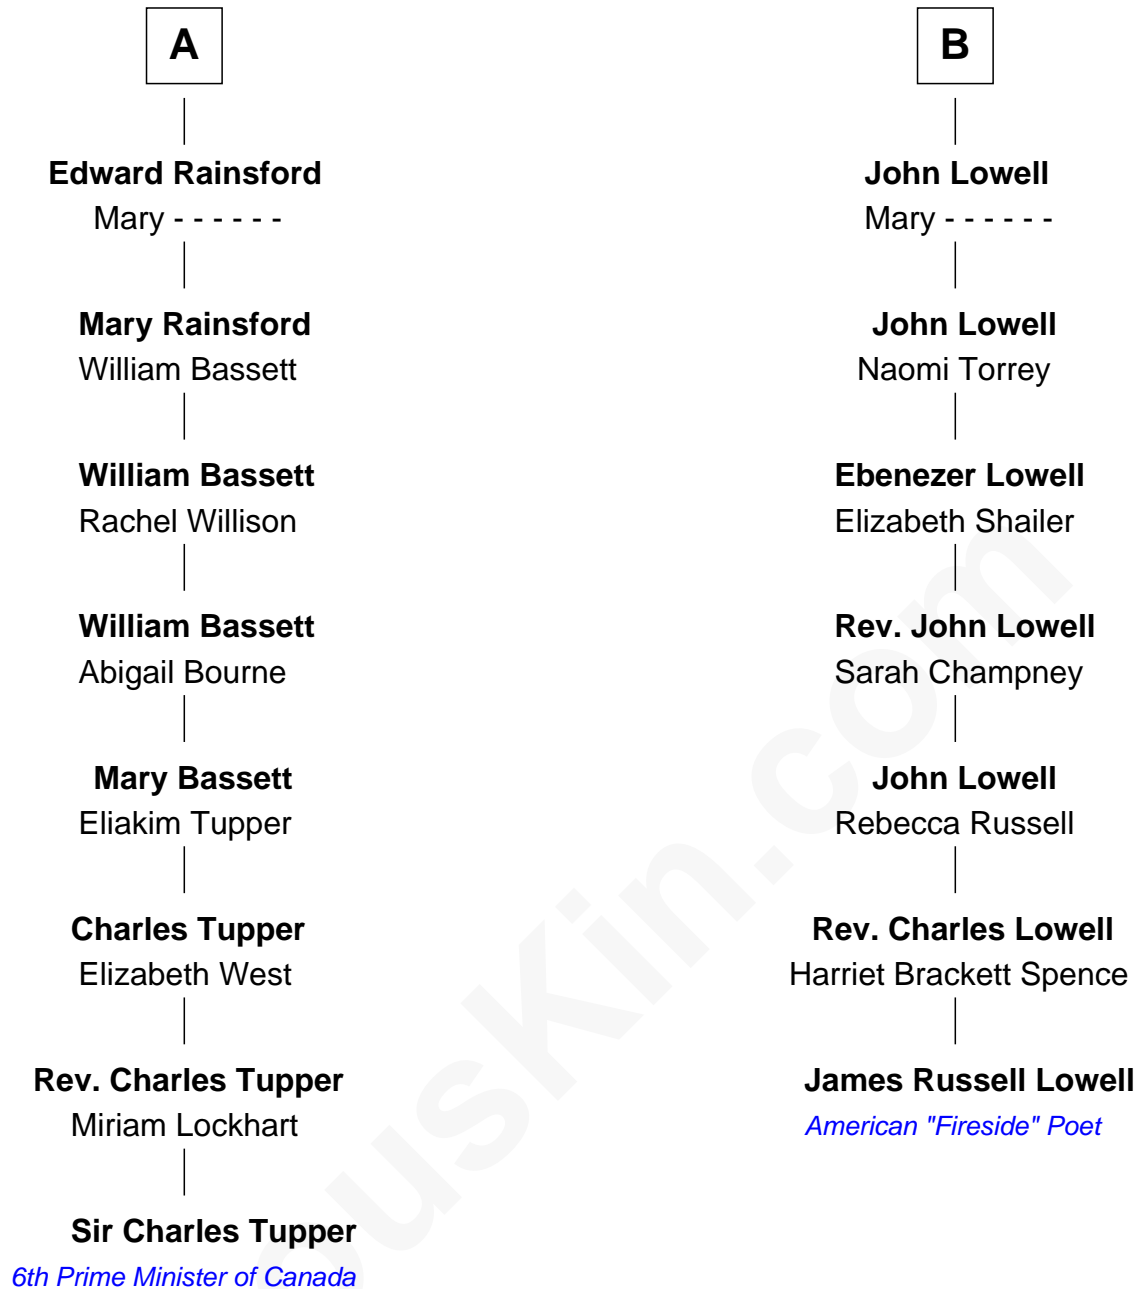 A
Edward Rainsford
Mary - - - - - -
Mary Rainsford
William Bassett
William Bassett
Rachel Willison
William Bassett
Abigail Bourne
Mary Bassett
Eliakim Tupper
Charles Tupper
Elizabeth West
Rev. Charles Tupper
Miriam Lockhart
Sir Charles Tupper
6th Prime Minister of Canada
B
John Lowell
Mary - - - - - -
John Lowell
Naomi Torrey
Ebenezer Lowell
Elizabeth Shailer
Rev. John Lowell
Sarah Champney
John Lowell
Rebecca Russell
Rev. Charles Lowell
Harriet Brackett Spence
James Russell Lowell
American "Fireside" Poet
ousKin.com